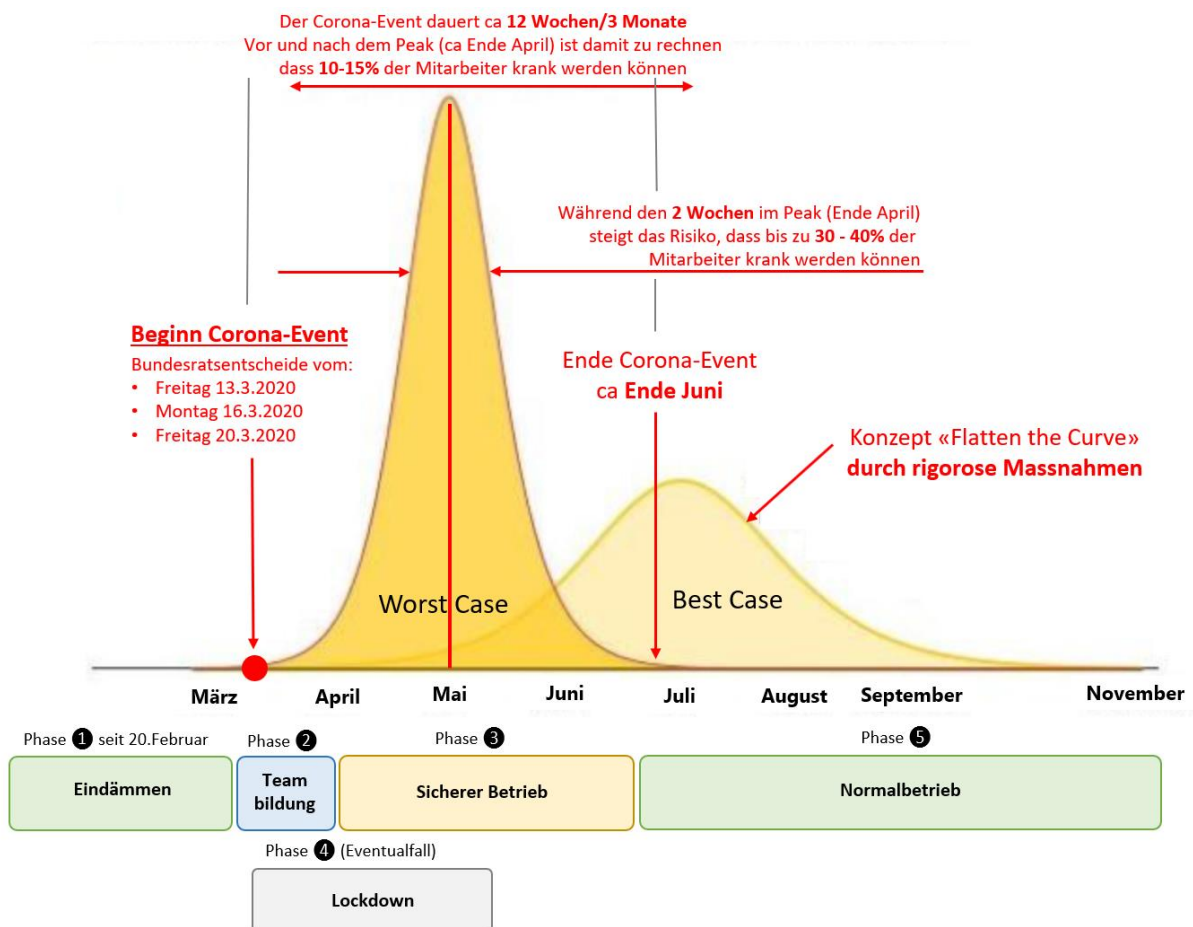 Der Corona-Event dauert ca 12 Wochen/3 Monate
Vor und nach dem Peak (ca Ende April) ist damit zu rechnen
dass 10-15% der Mitarbeiter krank werden können
Während den 2 Wochen im Peak (Ende April)
steigt das Risiko, dass bis zu 30 - 40% der
Mitarbeiter krank werden können
Beginn Corona-Event
Bundesratsentscheide vom:
• Freitag 13.3.2020
• Montag 16.3.2020
• Freitag 20.3.2020
Ende Corona-Event
ca Ende Juni
Konzept «Flatten the Curve»
durch rigorose Massnahmen
Worst Case
Best Case
März April Mai Juni Juli August September November
Phase 1 seit 20.Februar
Eindämmen
Phase 2
Team
bildung
Phase 3
Sicherer Betrieb
Phase 5
Normalbetrieb
Phase 4 (Eventualfall)
Lockdown